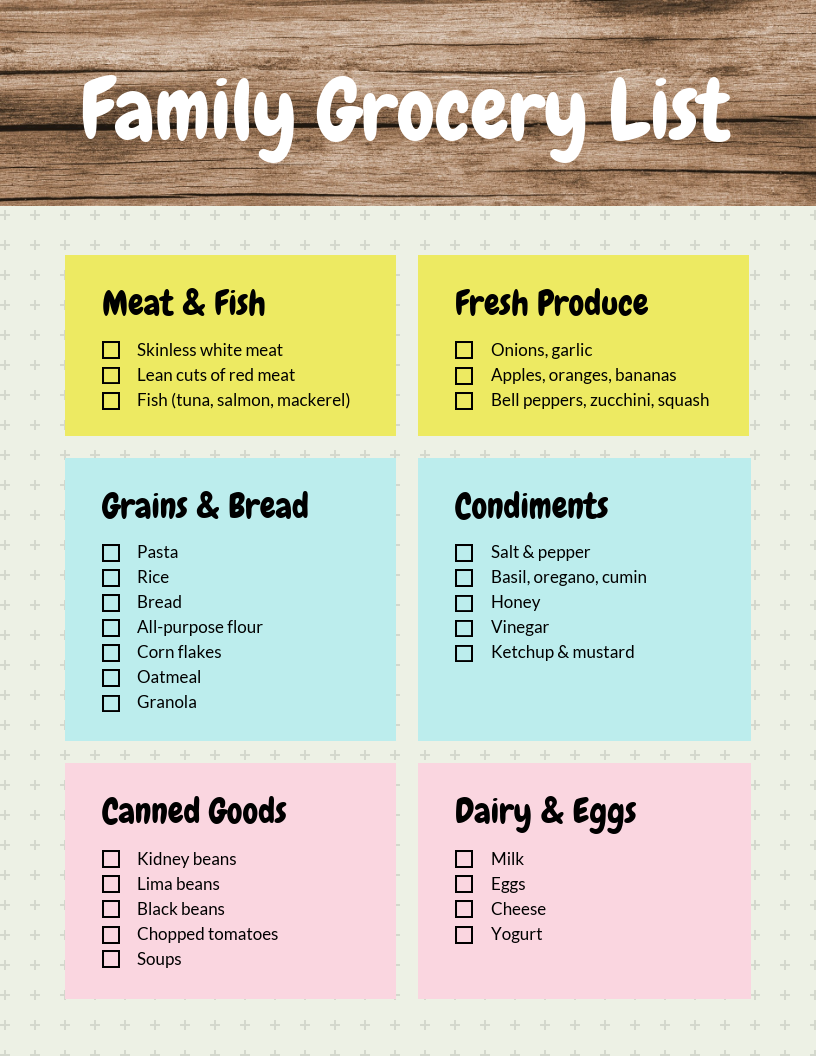 Family Grocery List
Meat & Fish
Skinless white meat
Lean cuts of red meat
Fish (tuna, salmon, mackerel)
Fresh Produce
Onions, garlic
Apples, oranges, bananas
Bell peppers, zucchini, squash
Grains & Bread
Pasta
Rice
Bread
All-purpose flour
Corn flakes
Oatmeal
Granola
Condiments
Salt & pepper
Basil, oregano, cumin
Honey
Vinegar
Ketchup & mustard
Canned Goods
Kidney beans
Lima beans
Black beans
Chopped tomatoes
Soups
Dairy & Eggs
Milk
Eggs
Cheese
Yogurt